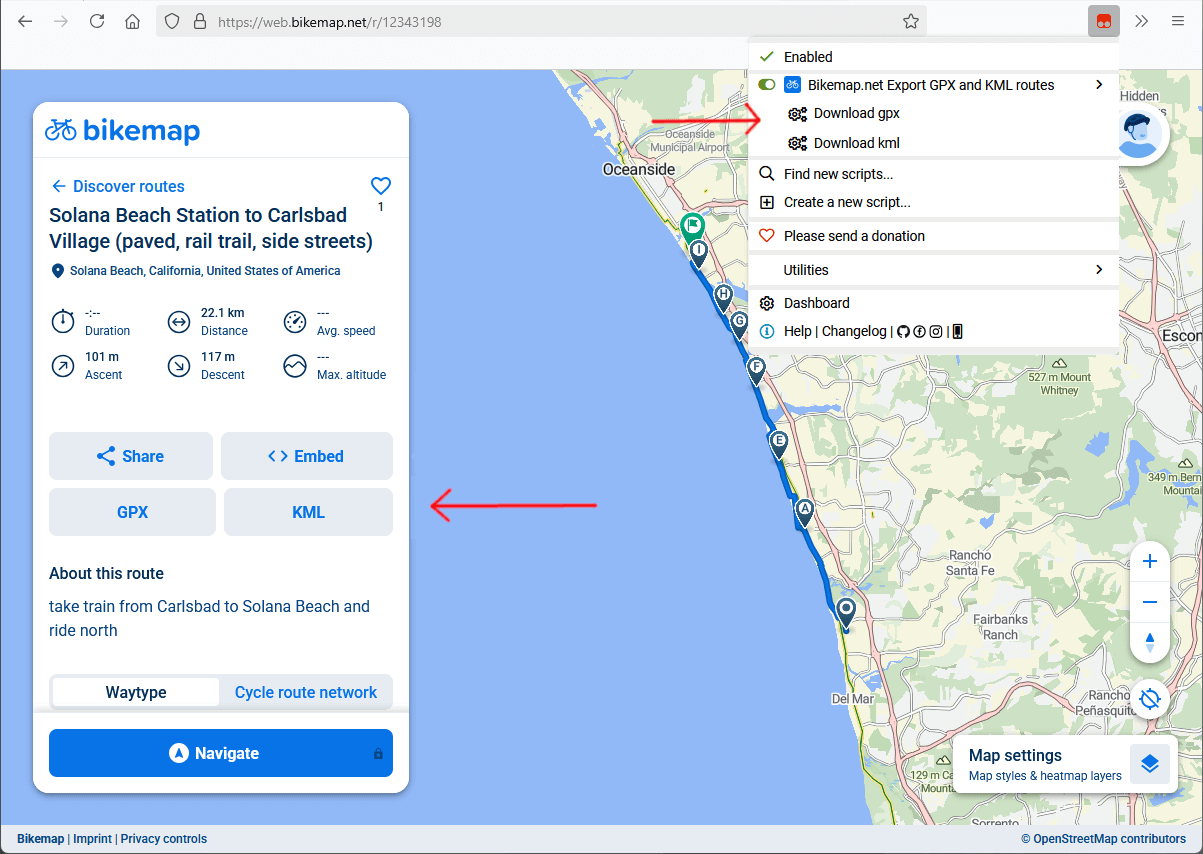 https://web.bikemap.net/r/12343198
Enabled
Bikemap.net Export GPX and KML routes
Download gpx
Download kml
Find new scripts...
Create a new script...
Please send a donation
Utilities
Dashboard
Help | Changelog |
bikemap
Discover routes
1
Solana Beach Station to Carlsbad
Village (paved, rail trail, side streets)
Solana Beach, California, United States of America
-:--
Duration
22.1 km
Distance
---
Avg. speed
101 m
Ascent
117 m
Descent
---
Max. altitude
Share
Embed
GPX
KML
About this route
take train from Carlsbad to Solana Beach and
ride north
Waytype
Cycle route network
Navigate
Hidden
Oceanside
Municipal Airport
Oceanside
I
H
G
F
E
A
Escon
527 m Mount
Whitney
349 m Bern
Mountain
Rancho
Santa Fe
Fairbanks
Ranch
Del Mar
Rancho
Peñasquit
129 m Ca
Mounta
Sorrento
Map settings
Map styles & heatmap layers
Bikemap | Imprint | Privacy controls
© OpenStreetMap contributors